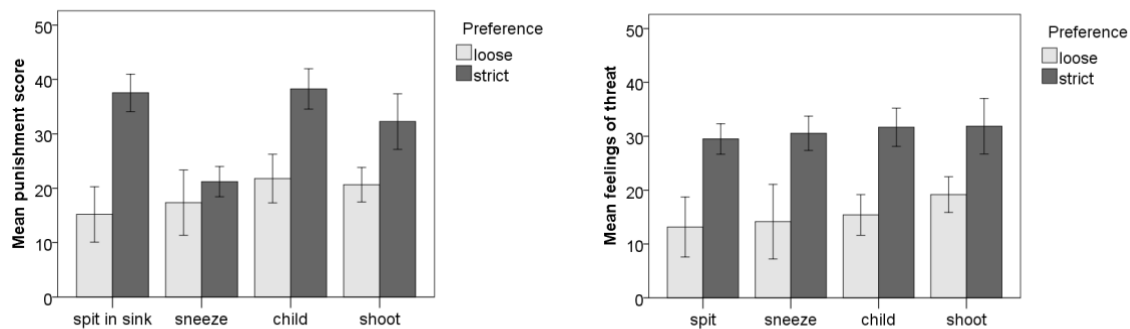 Mean punishment score
50
40
30
20
10
0
spit in sink sneeze child shoot
Preference
loose
strict
Mean feelings of threat
50
40
30
20
10
0
spit sneeze child shoot
Preference
loose
strict